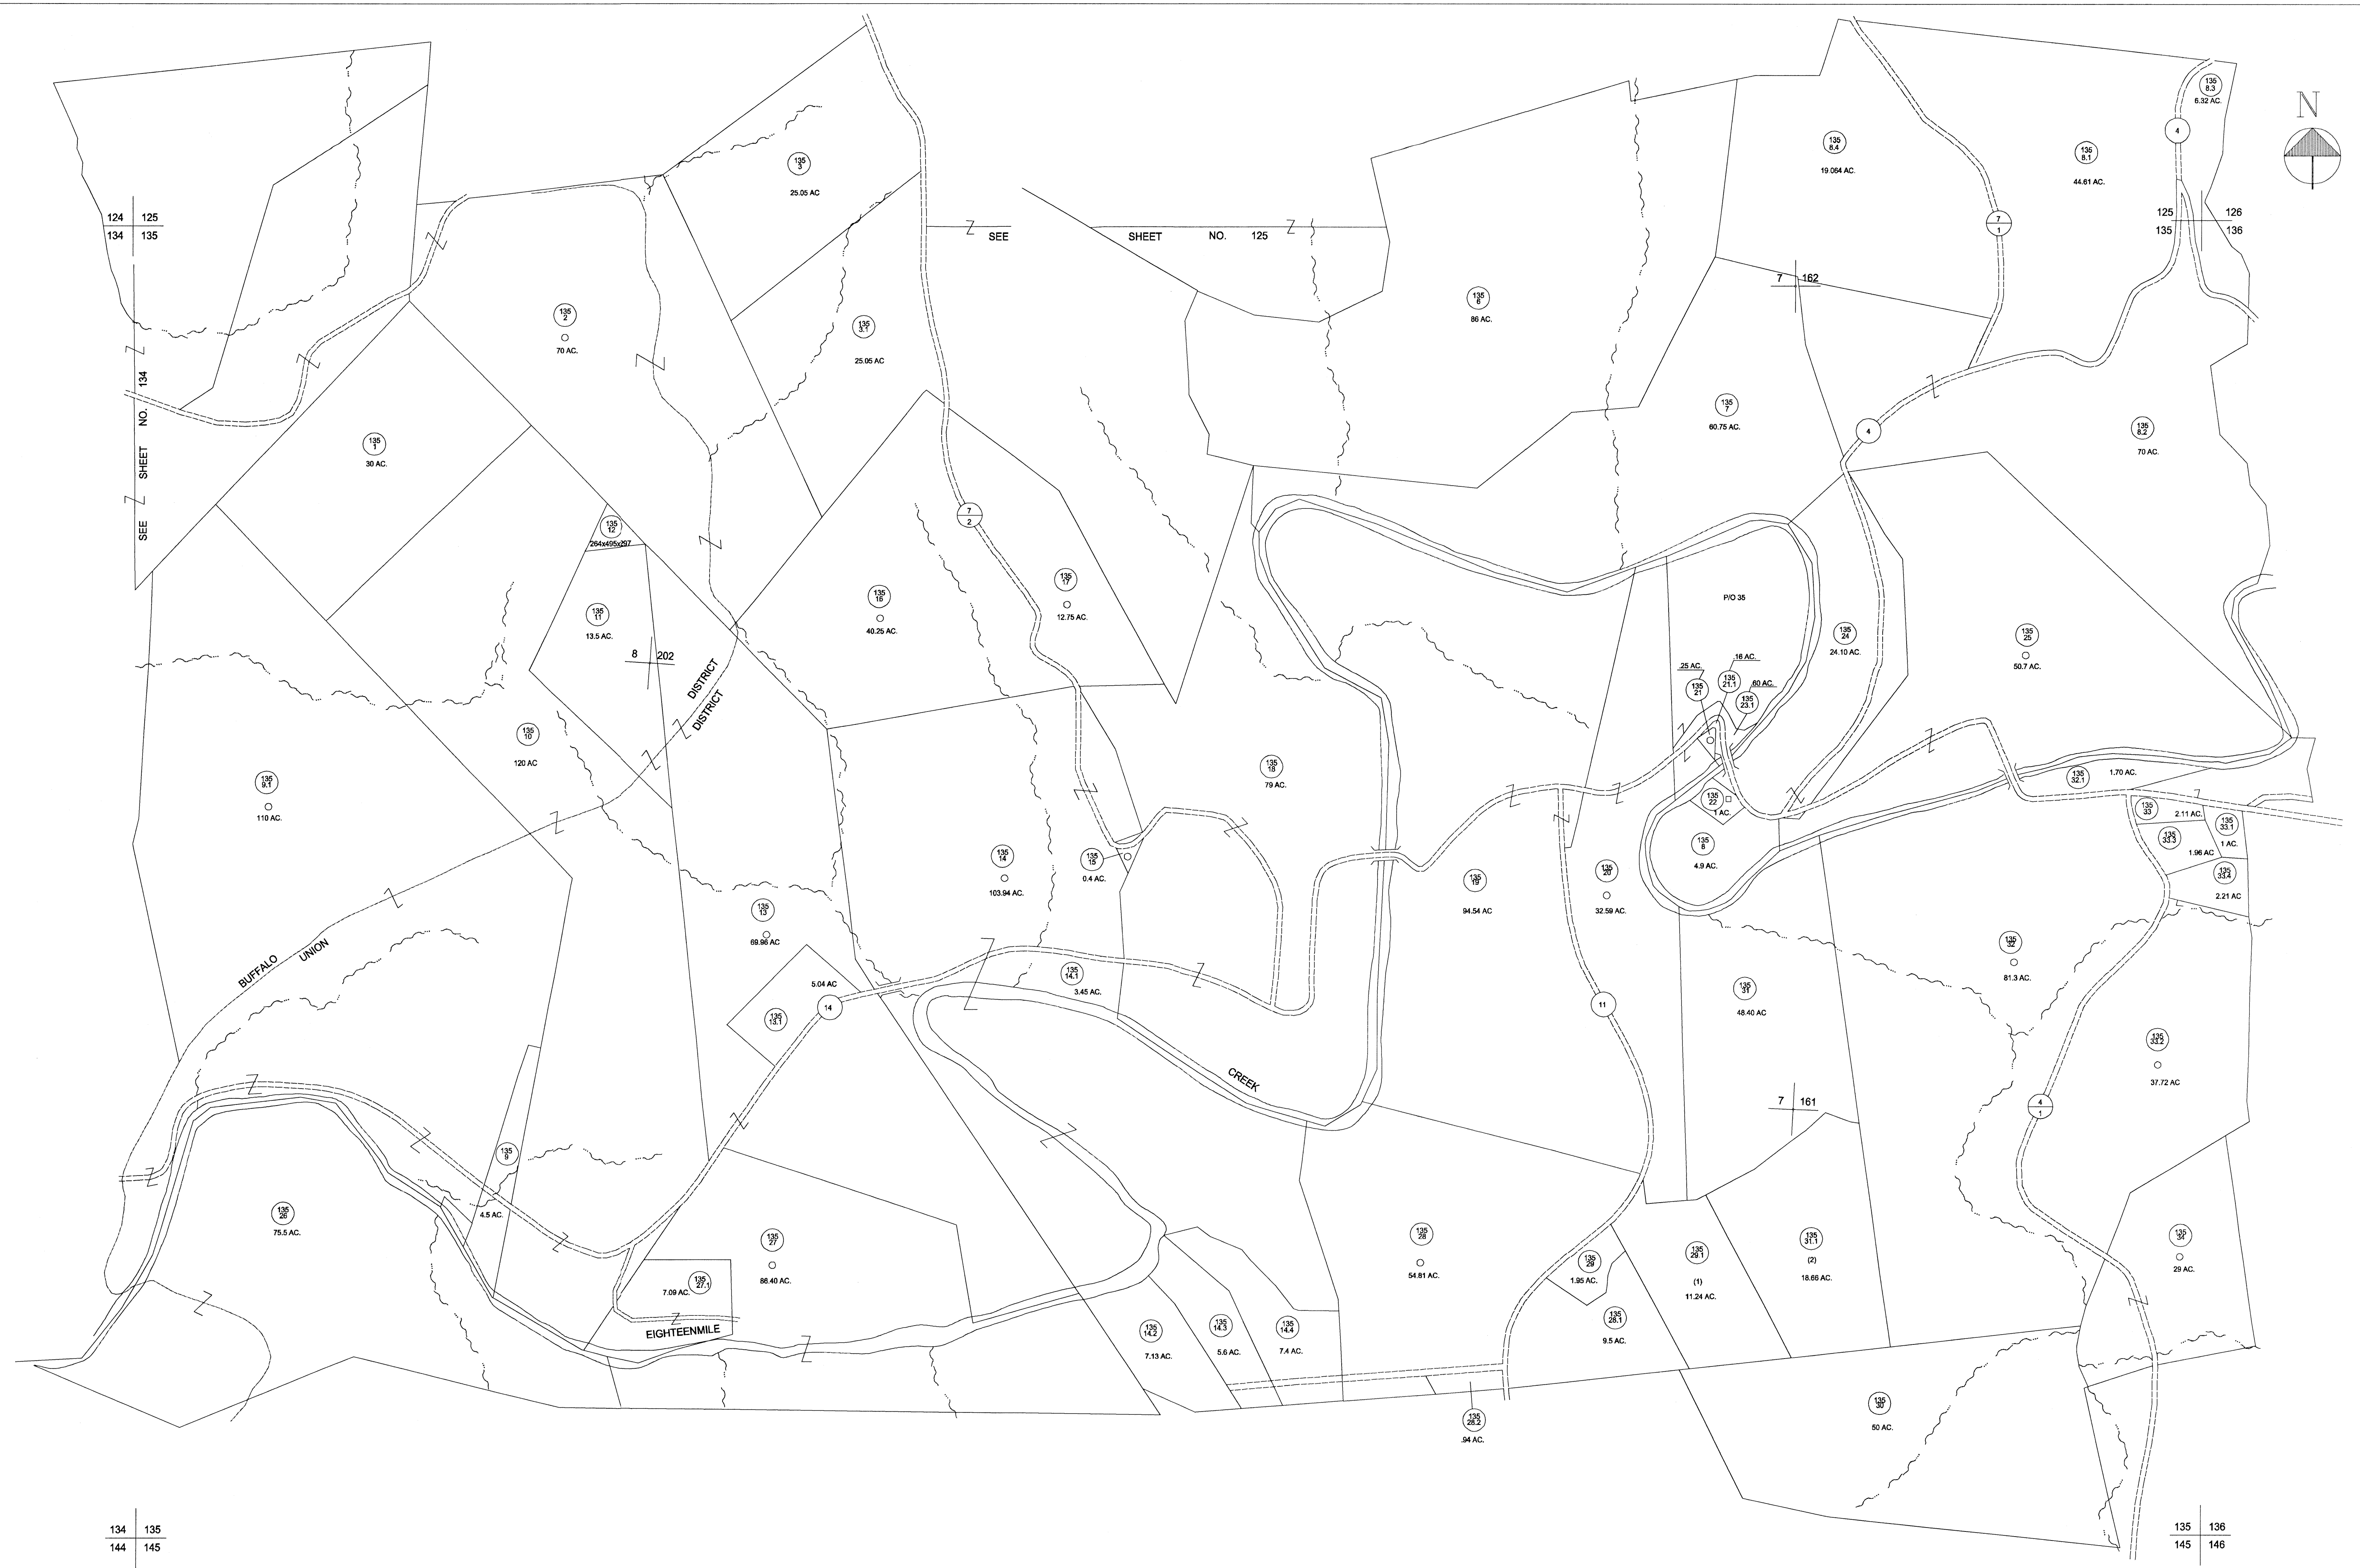 N
135
8.3
6.32 AC.
4
135
8.4
19.064 AC.
135
8.1
44.61 AC.
135
3
25.05 AC
124 125
134 135
7
1
125 126
135 136
SEE SHEET NO. 125
7 162
135
2
70 AC.
135
3.1
25.05 AC
135
6
86 AC.
SEE SHEET NO. 134
135
1
30 AC.
135
7
60.75 AC.
4
135
8.2
70 AC.
7
2
135
12
264x495x297
135
11
13.5 AC.
8 202
135
16
40.25 AC.
135
17
12.75 AC.
P/O 35
135
24
24.10 AC.
135
25
50.7 AC.
.25 AC.
.16 AC.
.60 AC.
135
21
135
21.1
135
23.1
DISTRICT
DISTRICT
135
10
120 AC
135
9.1
110 AC.
135
18
79 AC.
135
32.1
1.70 AC.
135
22
1 AC.
135
33
2.11 AC.
135
33.1
1 AC.
135
33.3
1.96 AC
135
33.4
2.21 AC
135
8
4.9 AC.
135
14
103.94 AC.
135
15
0.4 AC.
135
19
94.54 AC
135
20
32.59 AC.
135
13
69.96 AC
135
32
81.3 AC.
BUFFALO
UNION
135
14.1
3.45 AC.
5.04 AC
135
13.1
14
11
135
31
48.40 AC
135
33.2
37.72 AC
CREEK
7 161
4
1
135
9
4.5 AC.
135
26
75.5 AC.
135
27
86.40 AC.
135
27.1
7.09 AC.
EIGHTEENMILE
135
28
54.81 AC.
135
29
1.95 AC.
135
29.1
(1)
11.24 AC.
135
31.1
(2)
18.66 AC.
135
34
29 AC.
135
14.2
7.13 AC.
135
14.3
5.6 AC.
135
14.4
7.4 AC.
135
28.1
9.5 AC.
135
28.2
.94 AC.
135
30
50 AC.
134 135
144 145
135 136
145 146